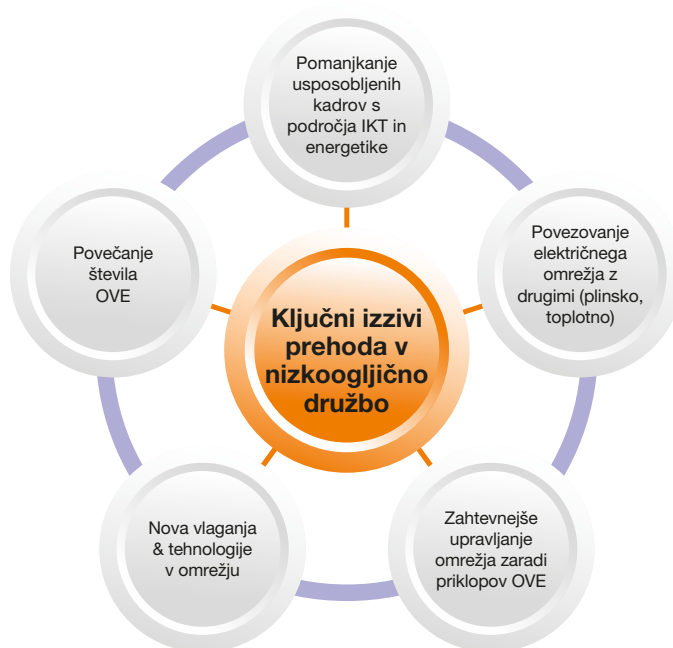 Pomanjkanje
usposobljenih
kadrov s
področja IKT in
energetike
Povezovanje
električnega
omrežja z
drugimi (plinsko,
toplotno)
Zahtevnejše
upravljanje
omrežja zaradi
priklopov OVE
Nova vlaganja
& tehnologije
v omrežju
Povečanje
števila
OVE
Ključni izzivi
prehoda v
nizkoogljično
družbo